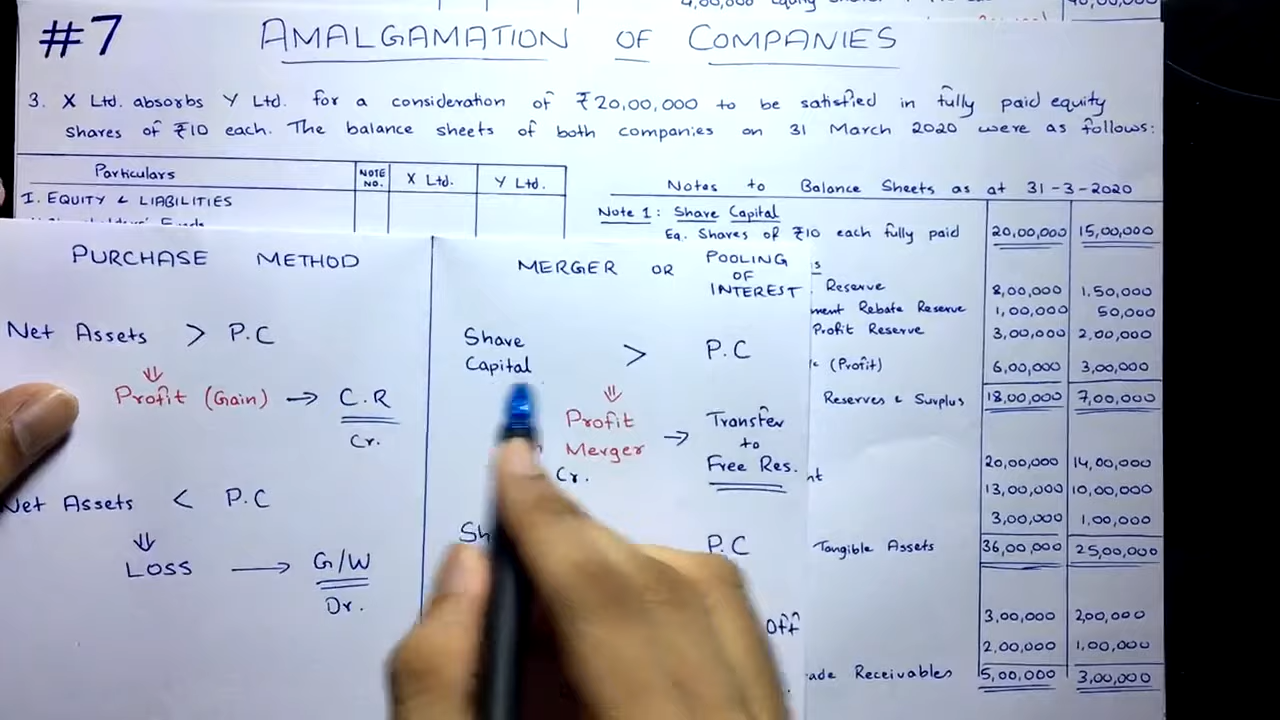 #7 AMALGAMATION OF COMPANIES
3. X Ltd. absorbs Y Ltd. for a consideration of ₹20,00,000 to be satisfied in fully paid equity
shares of ₹10 each. The balance sheets of both companies on 31 March 2020 were as follows:
Particulars NOTE NO. X Ltd. Y Ltd.
I. EQUITY & LIABILITIES
Notes to Balance Sheets as at 31-3-2020
Note 1: Share Capital
Eq. Shares of ₹10 each fully paid 20,00,000 15,00,000
Reserve 8,00,000 1,50,000
Rebate Reserve 1,00,000 50,000
Profit Reserve 3,00,000 2,00,000
(Profit) 6,00,000 3,00,000
Reserves & Surplus 18,00,000 7,00,000
20,00,000 14,00,000
13,00,000 10,00,000
3,00,000 1,00,000
Tangible Assets 36,00,000 25,00,000
3,00,000 2,00,000
2,00,000 1,00,000
Receivables 5,00,000 3,00,000
PURCHASE METHOD
Net Assets > P.C
⇓
Profit (Gain) → C.R
Cr.
Net Assets < P.C
⇓
LOSS → G/W
Dr.
MERGER OR POOLING
OF
INTEREST
Share
Capital > P.C
⇓
Profit Transfer
Merger → to
Cr. Free Res.
P.C
Off